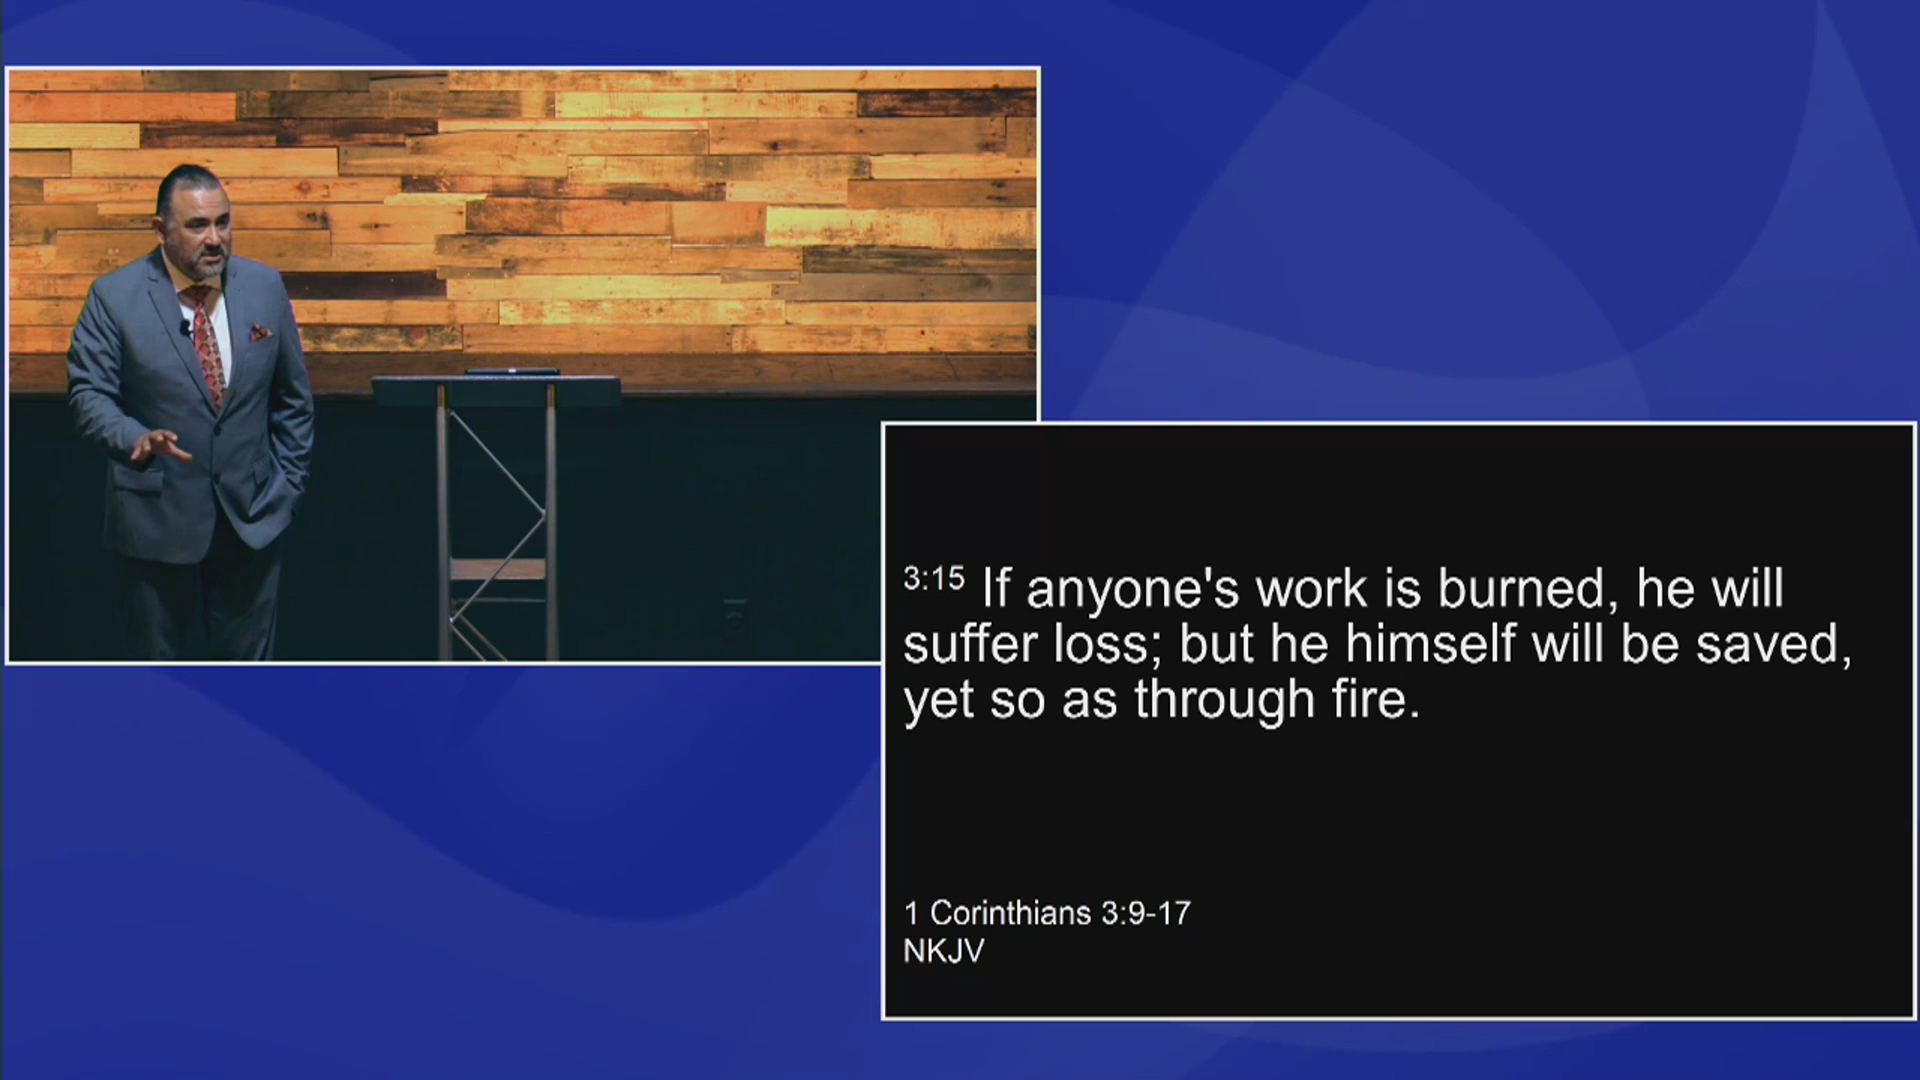 3:15 If anyone's work is burned, he will
suffer loss; but he himself will be saved,
yet so as through fire.
1 Corinthians 3:9-17
NKJV